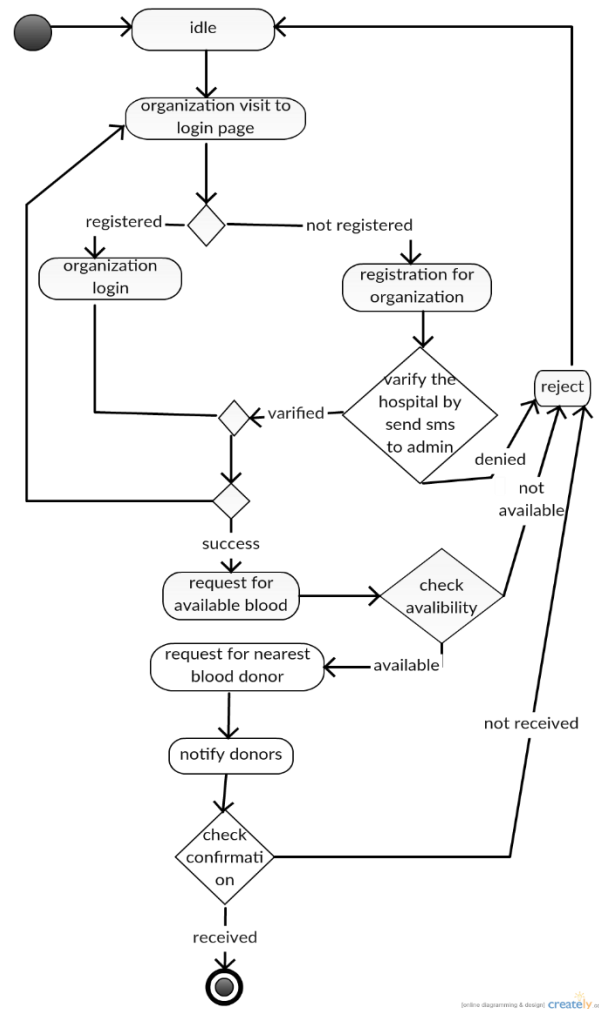 idle
organization visit to
login page
registered
not registered
organization
login
registration for
organization
varify the
hospital by
send sms
to admin
reject
varified
denied
not
available
success
request for
available blood
check
avalibility
request for nearest
blood donor
available
not received
notify donors
check
confirmati
on
received
[online diagramming & design] creately.co